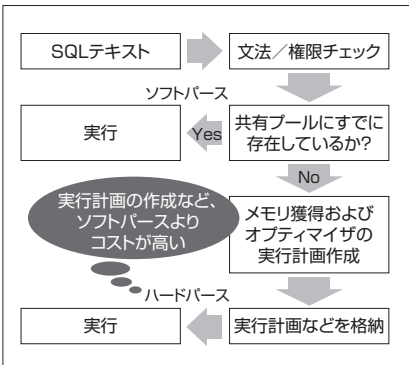 SQLテキスト
文法／権限チェック
ソフトパース
実行
Yes
共有プールにすでに
存在しているか?
No
実行計画の作成など、
ソフトパースより
コストが高い
メモリ獲得および
オプティマイザの
実行計画作成
ハードパース
実行
実行計画などを格納